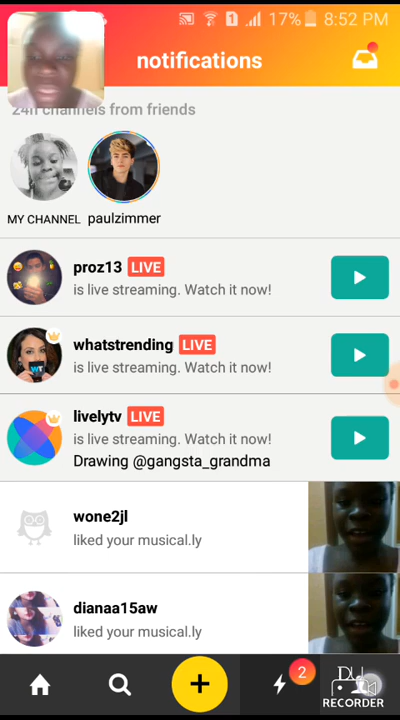 17% 8:52 PM
notifications
24h channels from friends
MY CHANNEL paulzimmer
proz13 LIVE
is live streaming. Watch it now!
whatstrending LIVE
is live streaming. Watch it now!
WT
livelytv LIVE
is live streaming. Watch it now!
Drawing @gangsta_grandma
wone2jl
liked your musical.ly
dianaa15aw
liked your musical.ly
2
DU
RECORDER